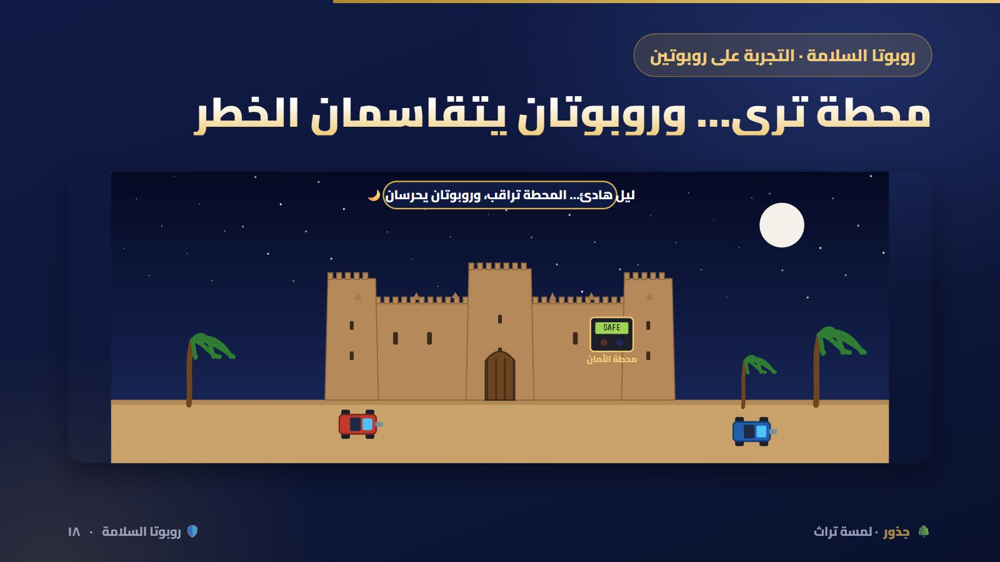 روبوتا السلامة · التجربة على روبوتين
محطة ترى... وروبوتان يتقاسمان الخطر
ليل هادئ... المحطة تراقب، وروبوتان يحرسان 🌙
SAFE
محطة الأمان
جذور · لمسة تراث
روبوتا السلامة · ١٨